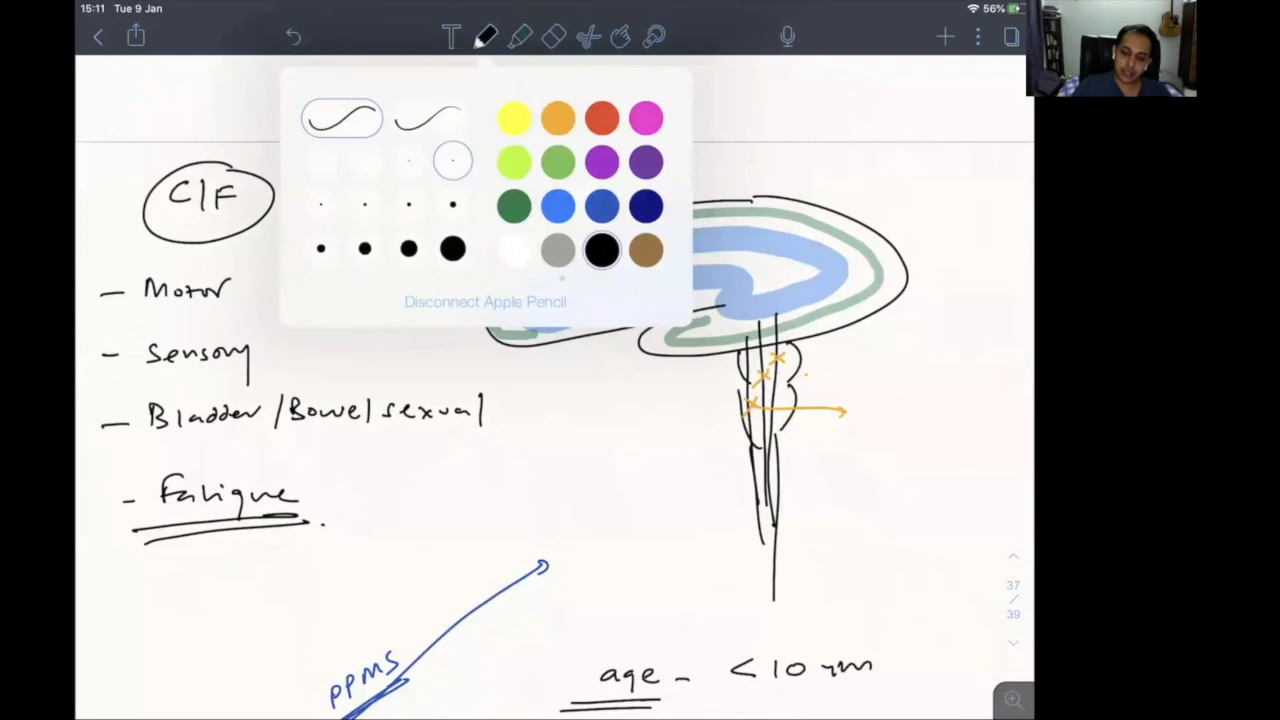 15:11 Tue 9 Jan
56%
T
C/F
Disconnect Apple Pencil
- Motor
- Sensory
- Bladder / Bowel sexual
- Fatigue
37
/
39
PPMS
age - < 10